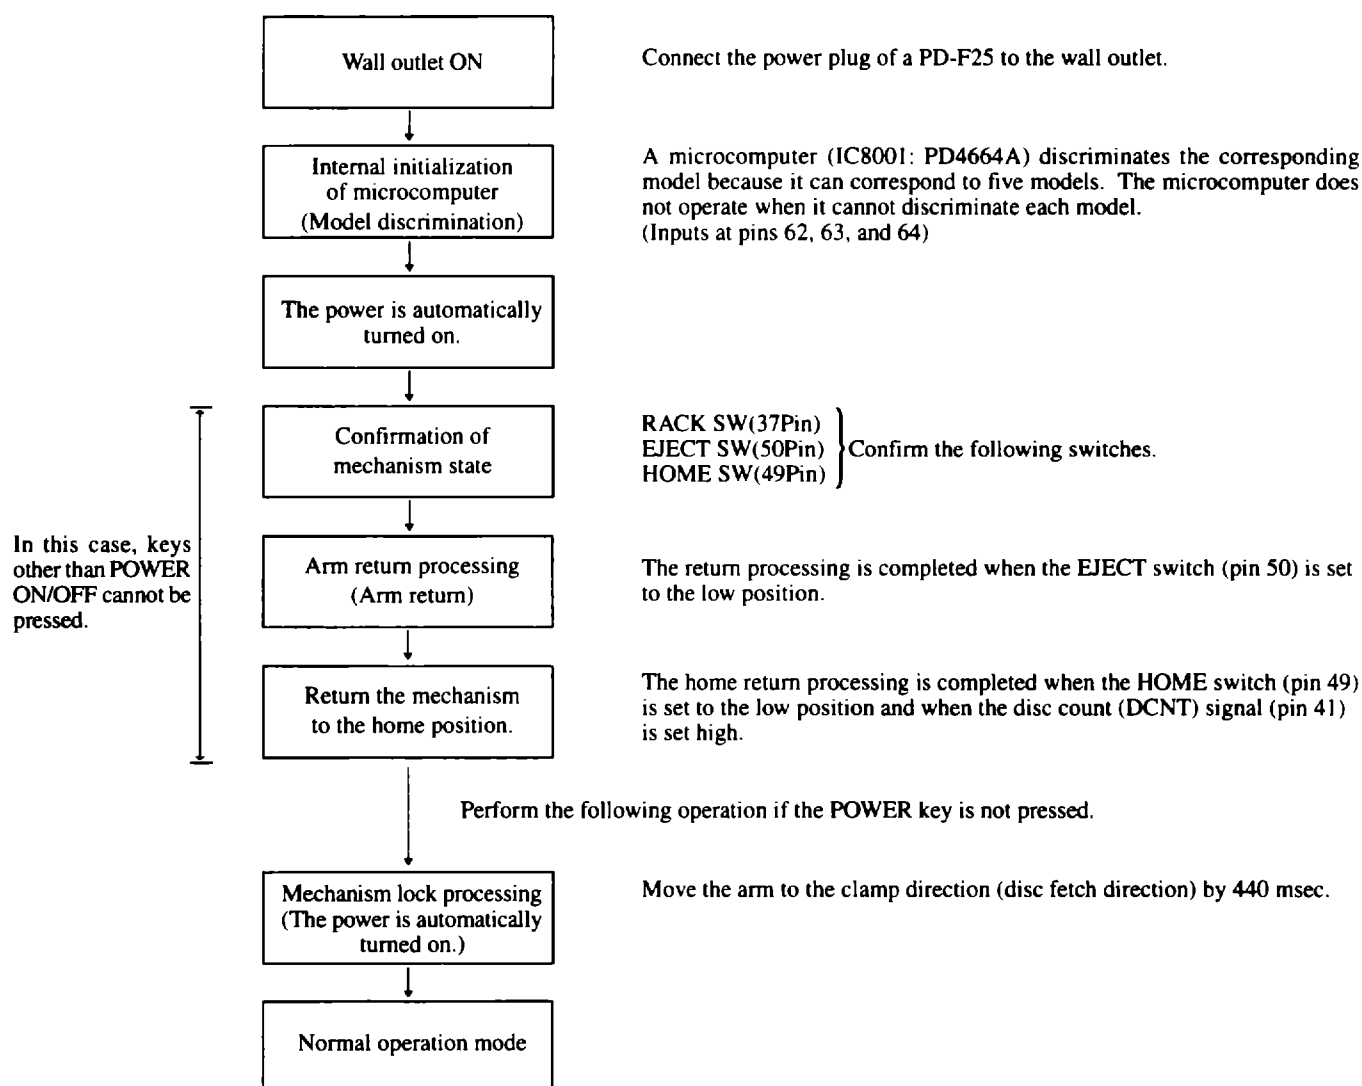 Wall outlet ON
Connect the power plug of a PD-F25 to the wall outlet.
Internal initialization
of microcomputer
(Model discrimination)
A microcomputer (IC8001: PD4664A) discriminates the corresponding
model because it can correspond to five models. The microcomputer does
not operate when it cannot discriminate each model.
(Inputs at pins 62, 63, and 64)
The power is automatically
turned on.
Confirmation of
mechanism state
RACK SW(37Pin)
EJECT SW(50Pin)
HOME SW(49Pin)
Confirm the following switches.
In this case, keys
other than POWER
ON/OFF cannot be
pressed.
Arm return processing
(Arm return)
The return processing is completed when the EJECT switch (pin 50) is set
to the low position.
Return the mechanism
to the home position.
The home return processing is completed when the HOME switch (pin 49)
is set to the low position and when the disc count (DCNT) signal (pin 41)
is set high.
Perform the following operation if the POWER key is not pressed.
Mechanism lock processing
(The power is automatically
turned on.)
Move the arm to the clamp direction (disc fetch direction) by 440 msec.
Normal operation mode